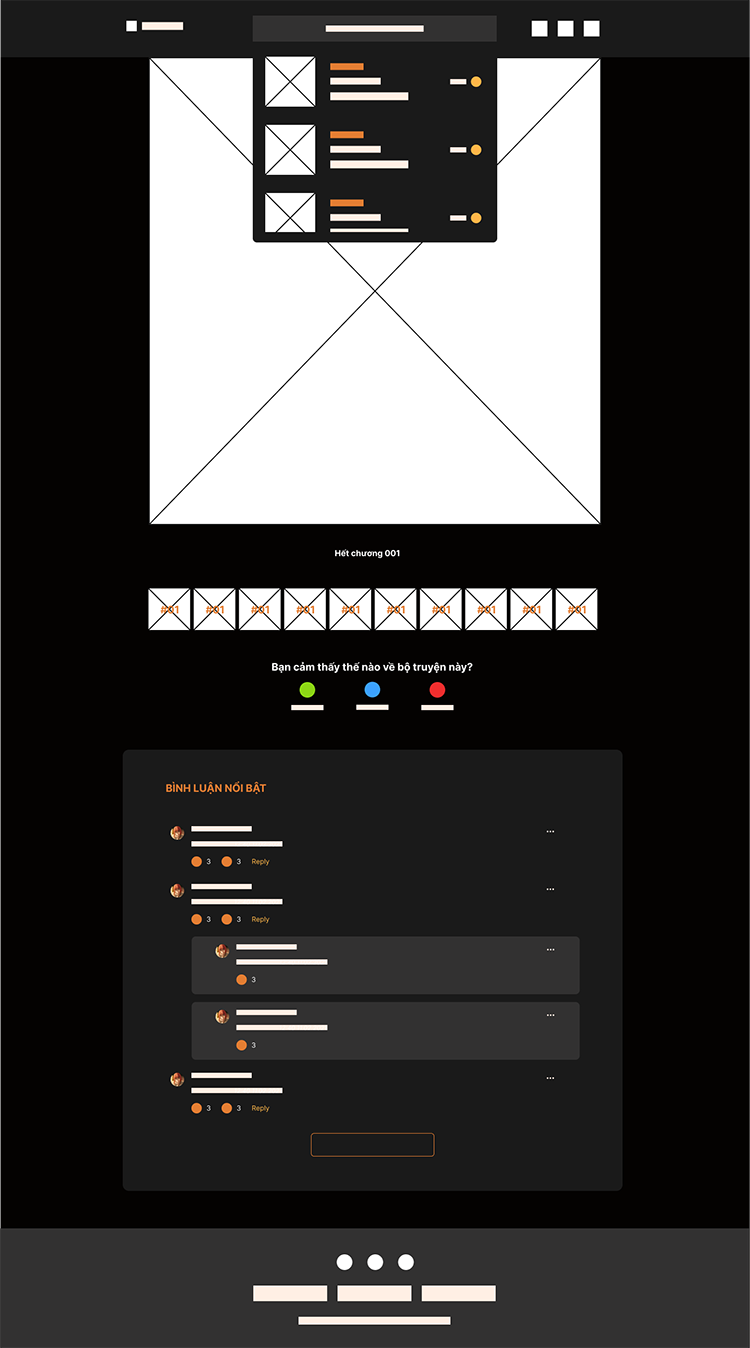 Hết chương 001
#01 #01 #01 #01 #01 #01 #01 #01 #01 #01
Bạn cảm thấy thế nào về bộ truyện này?
BÌNH LUẬN NỔI BẬT
...
3 3 Reply
...
3 3 Reply
...
3
...
3
...
3 3 Reply